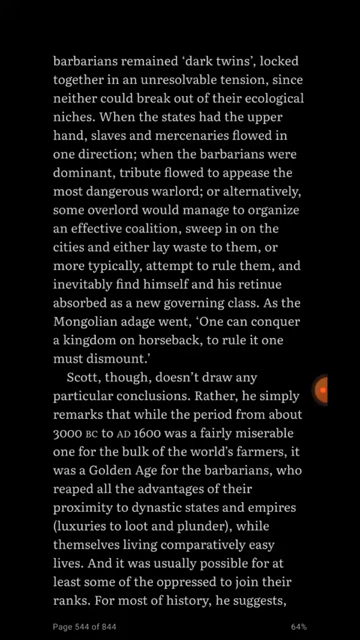 barbarians remained ‘dark twins’, locked
together in an unresolvable tension, since
neither could break out of their ecological
niches. When the states had the upper
hand, slaves and mercenaries flowed in
one direction; when the barbarians were
dominant, tribute flowed to appease the
most dangerous warlord; or alternatively,
some overlord would manage to organize
an effective coalition, sweep in on the
cities and either lay waste to them, or
more typically, attempt to rule them, and
inevitably find himself and his retinue
absorbed as a new governing class. As the
Mongolian adage went, ‘One can conquer
a kingdom on horseback, to rule it one
must dismount.’
Scott, though, doesn’t draw any
particular conclusions. Rather, he simply
remarks that while the period from about
3000 BC to AD 1600 was a fairly miserable
one for the bulk of the world’s farmers, it
was a Golden Age for the barbarians, who
reaped all the advantages of their
proximity to dynastic states and empires
(luxuries to loot and plunder), while
themselves living comparatively easy
lives. And it was usually possible for at
least some of the oppressed to join their
ranks. For most of history, he suggests,
Page 544 of 844 64%